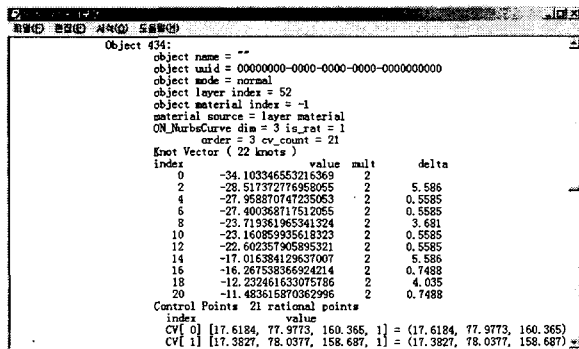 파일(F) 편집(E) 서식(O) 도움말(H)
Object 434:
object name = ""
object uuid = 00000000-0000-0000-0000-0000000000
object mode = normal
object layer index = 52
object material index = -1
material source = layer material
ON_NurbsCurve dim = 3 is_rat = 1
order = 3 cv_count = 21
Knot Vector ( 22 knots )
index value mult delta
0 -34.103346553216369 2
2 -28.517372776958055 2 5.586
4 -27.958870747235053 2 0.5585
6 -27.400368717512055 2 0.5585
8 -23.719361965341324 2 3.681
10 -23.160859935618323 2 0.5585
12 -22.602357905895321 2 0.5585
14 -17.016384129637007 2 5.586
16 -16.267538366924214 2 0.7488
18 -12.232461633075786 2 4.035
20 -11.483615870362996 2 0.7488
Control Points 21 rational points
index value
CV[ 0] [17.6184, 77.9773, 160.365, 1] = (17.6184, 77.9773, 160.365)
CV[ 1] [17.3827, 78.0377, 158.687, 1] = (17.3827, 78.0377, 158.687)